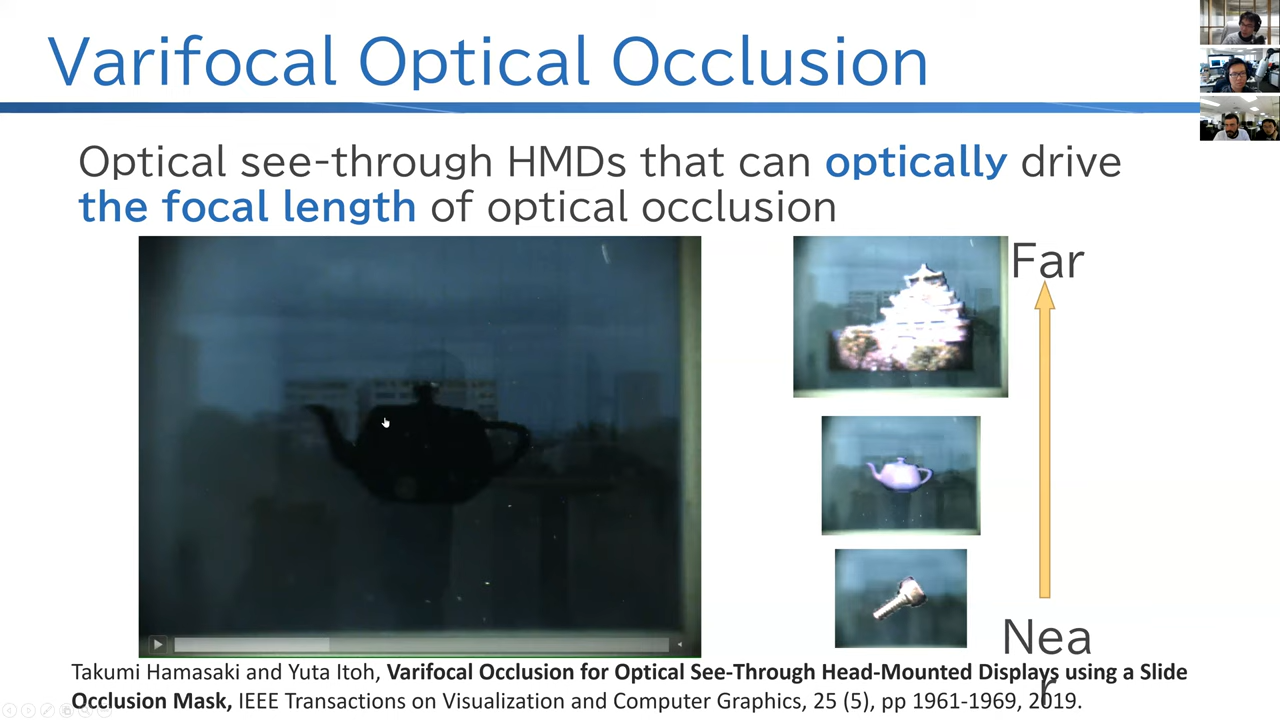 Varifocal Optical Occlusion
Optical see-through HMDs that can optically drive
the focal length of optical occlusion
Far
Nea
r
Takumi Hamasaki and Yuta Itoh, Varifocal Occlusion for Optical See-Through Head-Mounted Displays using a Slide
Occlusion Mask, IEEE Transactions on Visualization and Computer Graphics, 25 (5), pp 1961-1969, 2019.